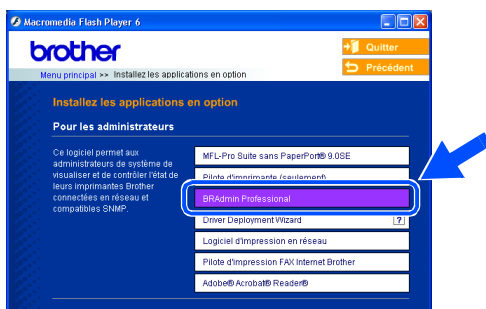 Macromedia Flash Player 6
brother
Quitter
Précédent
Menu principal >> Installez les applications en option
Installez les applications en option
Pour les administrateurs
Ce logiciel permet aux
administrateurs de système de
visualiser et de contrôler l'état de
leurs imprimantes Brother
connectées en réseau et
compatibles SNMP.
MFL-Pro Suite sans PaperPort® 9.0SE
Pilote d'imprimante (seulement)
BRAdmin Professional
Driver Deployment Wizard
?
Logiciel d'impression en réseau
Pilote d'impression FAX Internet Brother
Adobe® Acrobat® Reader®